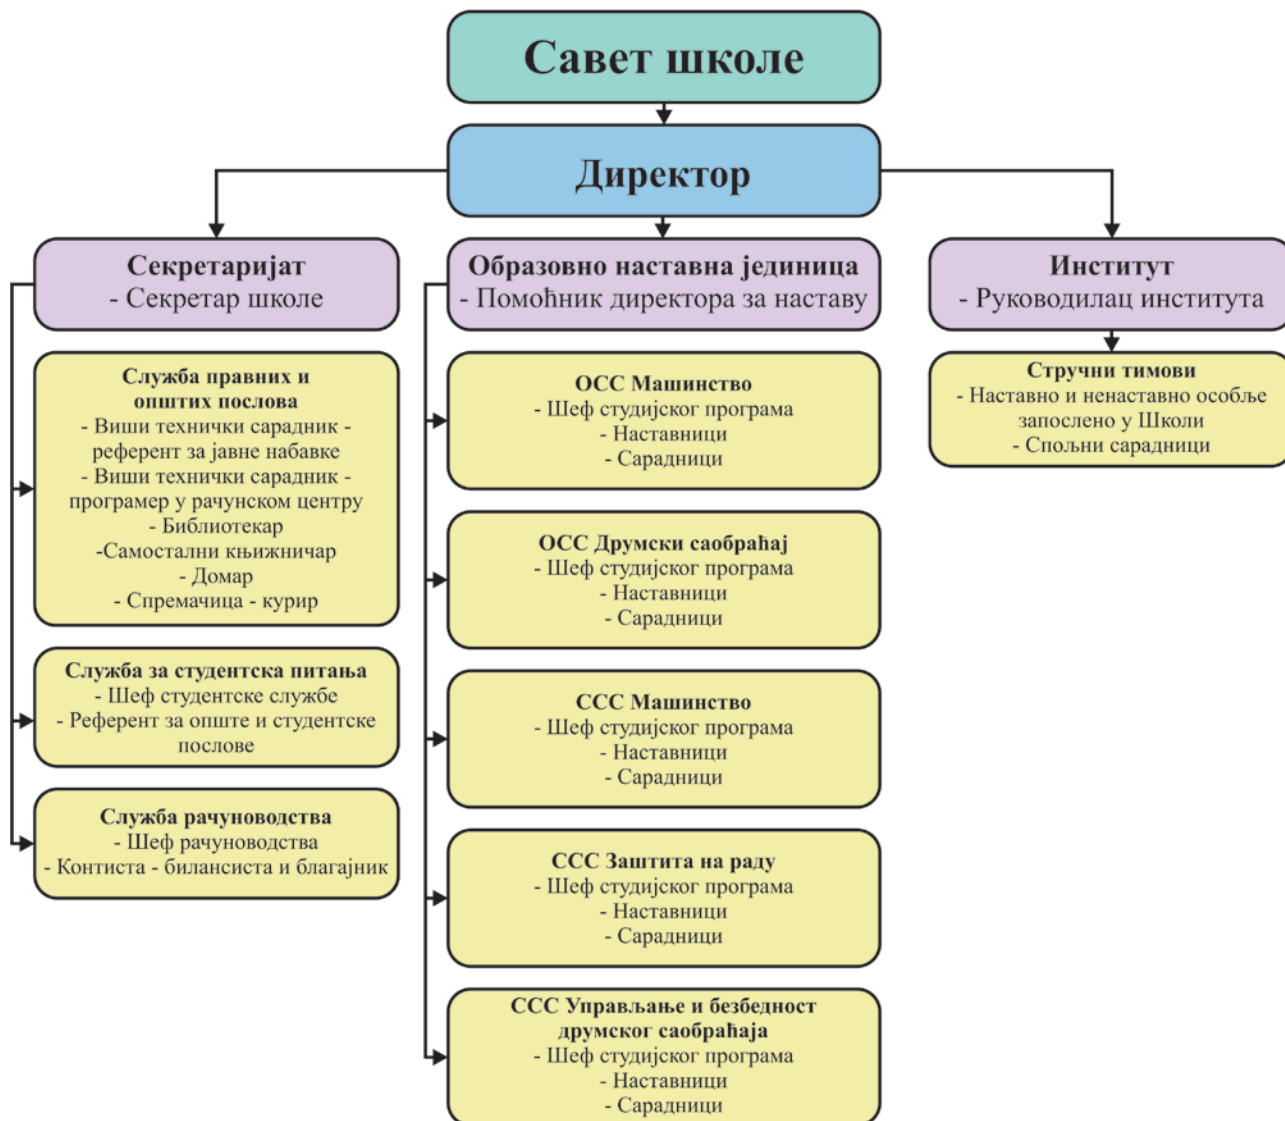 Савет школе
Директор
Секретаријат
- Секретар школе
Служба правних и
општих послова
- Виши технички сарадник -
референт за јавне набавке
- Виши технички сарадник -
програмер у рачунском центру
- Библиотекар
-Самостални књижничар
- Домар
- Спремачица - курир
Служба за студентска питања
- Шеф студентске службе
- Референт за опште и студентске
послове
Служба рачуноводства
- Шеф рачуноводства
- Контиста - билансиста и благајник
Образовно наставна јединица
- Помоћник директора за наставу
ОСС Машинство
- Шеф студијског програма
- Наставници
- Сарадници
ОСС Друмски саобраћај
- Шеф студијског програма
- Наставници
- Сарадници
ССС Машинство
- Шеф студијског програма
- Наставници
- Сарадници
ССС Заштита на раду
- Шеф студијског програма
- Наставници
- Сарадници
ССС Управљање и безбедност
друмског саобраћаја
- Шеф студијског програма
- Наставници
- Сарадници
Институт
- Руководилац института
Стручни тимови
- Наставно и ненаставно особље
запослено у Школи
- Спољни сарадници